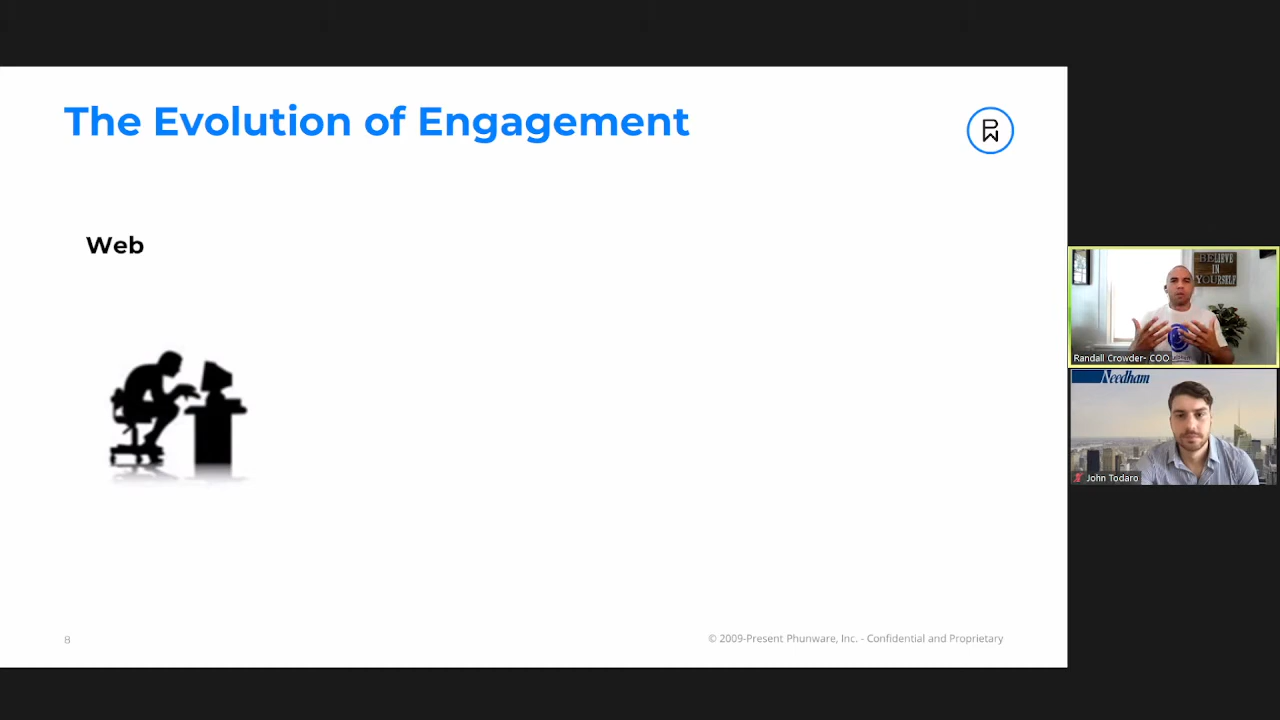 The Evolution of Engagement
PW
Web
BELIEVE
IN
YOURSELF
Randall Crowder- COO
Needham
John Todaro
8
© 2009-Present Phunware, Inc. - Confidential and Proprietary